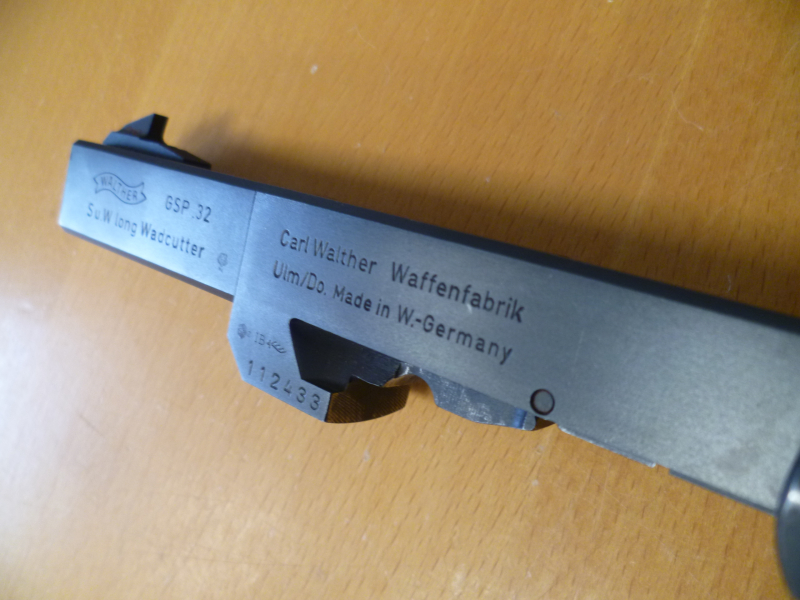 WALTHER
GSP .32
S u W long Wadcutter
Carl Walther Waffenfabrik
Ulm/Do. Made in W.-Germany
112433